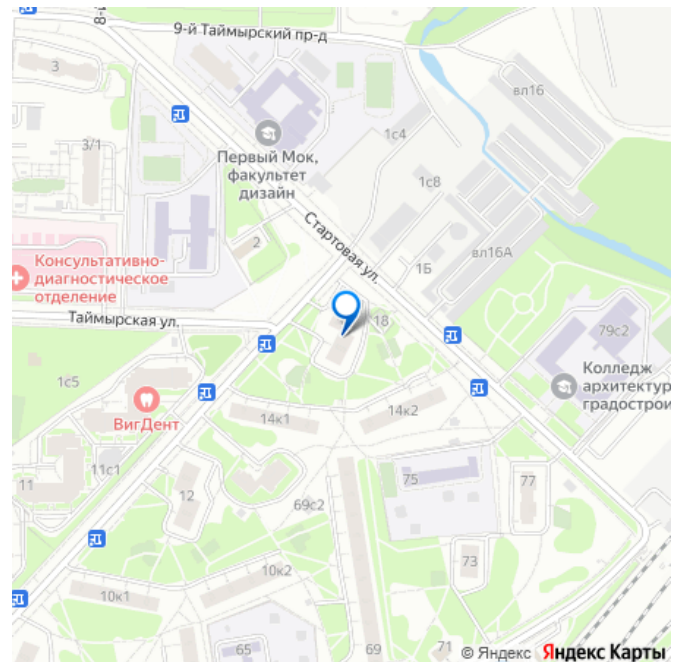 9-й Таймырский пр-д
3
вл16
3/1
1с4
Первый Мок,
факультет
дизайн
1с8
Стартовая ул.
2
вл16А
1Б
Консультативно-
диагностическое
отделение
Таймырская ул.
18
79с2
Колледж
архитектур
градострои
1с5
ВигДент
14к1
14к2
11с1
11
12
75
77
69с2
73
10к2
10к1
65
69
71
© Яндекс Яндекс Карты